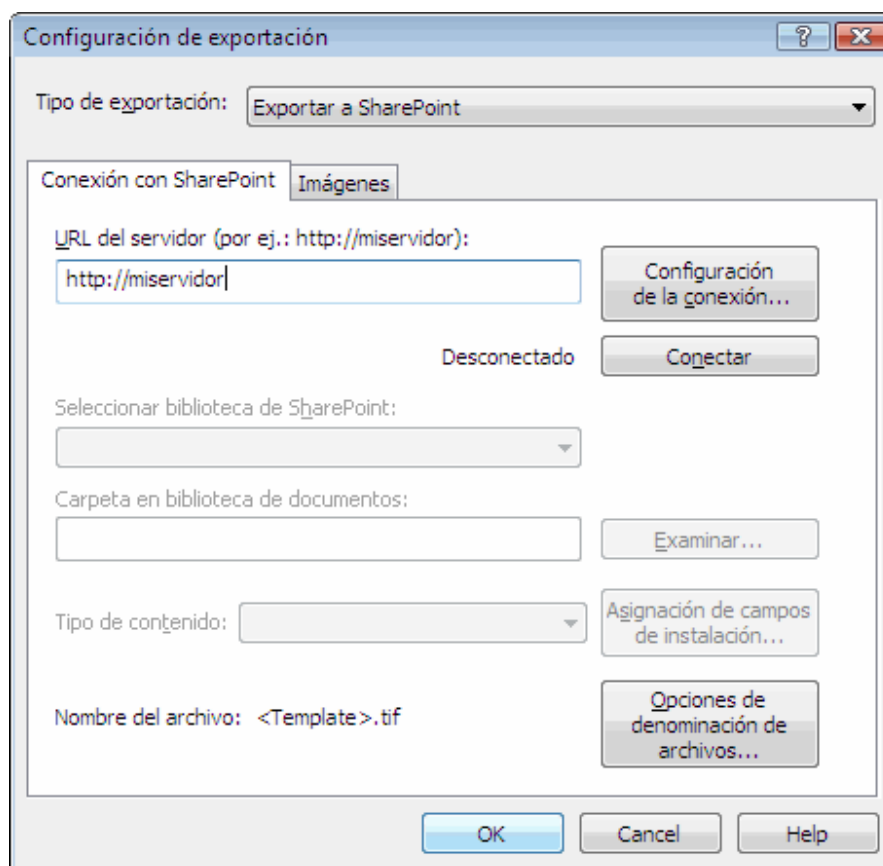 Configuración de exportación
Tipo de exportación: Exportar a SharePoint
Conexión con SharePoint Imágenes
URL del servidor (por ej.: http://miservidor):
http://miservidor
Configuración
de la conexión...
Desconectado Conectar
Seleccionar biblioteca de SharePoint:
Carpeta en biblioteca de documentos:
Examinar...
Tipo de contenido:
Asignación de campos
de instalación...
Nombre del archivo: <Template>.tif
Opciones de
denominación de
archivos...
OK Cancel Help